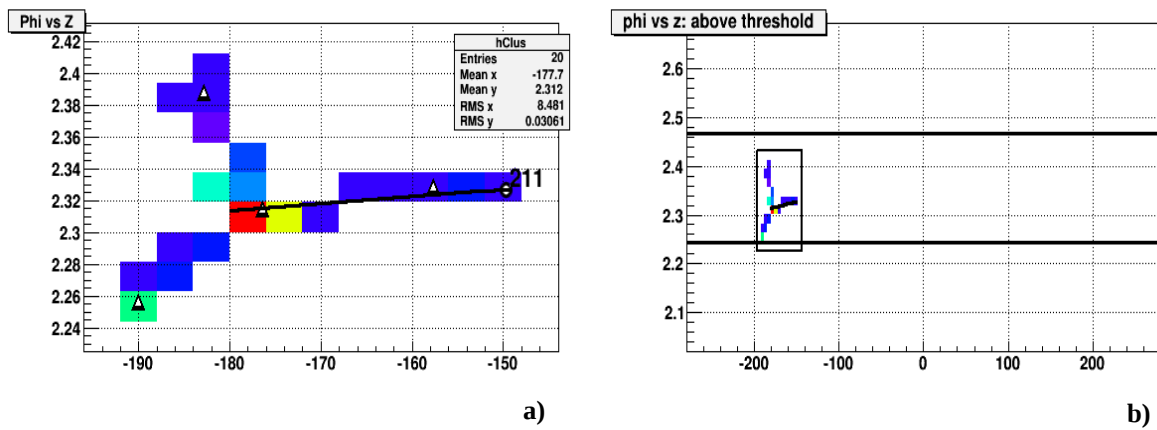 Phi vs Z
hClus
Entries 20
Mean x -177.7
Mean y 2.312
RMS x 8.481
RMS y 0.03061
2.42
2.4
2.38
2.36
2.34
2.32
2.3
2.28
2.26
2.24
211
-190 -180 -170 -160 -150
a)
phi vs z: above threshold
2.6
2.5
2.4
2.3
2.2
2.1
-200 -100 0 100 200
b)